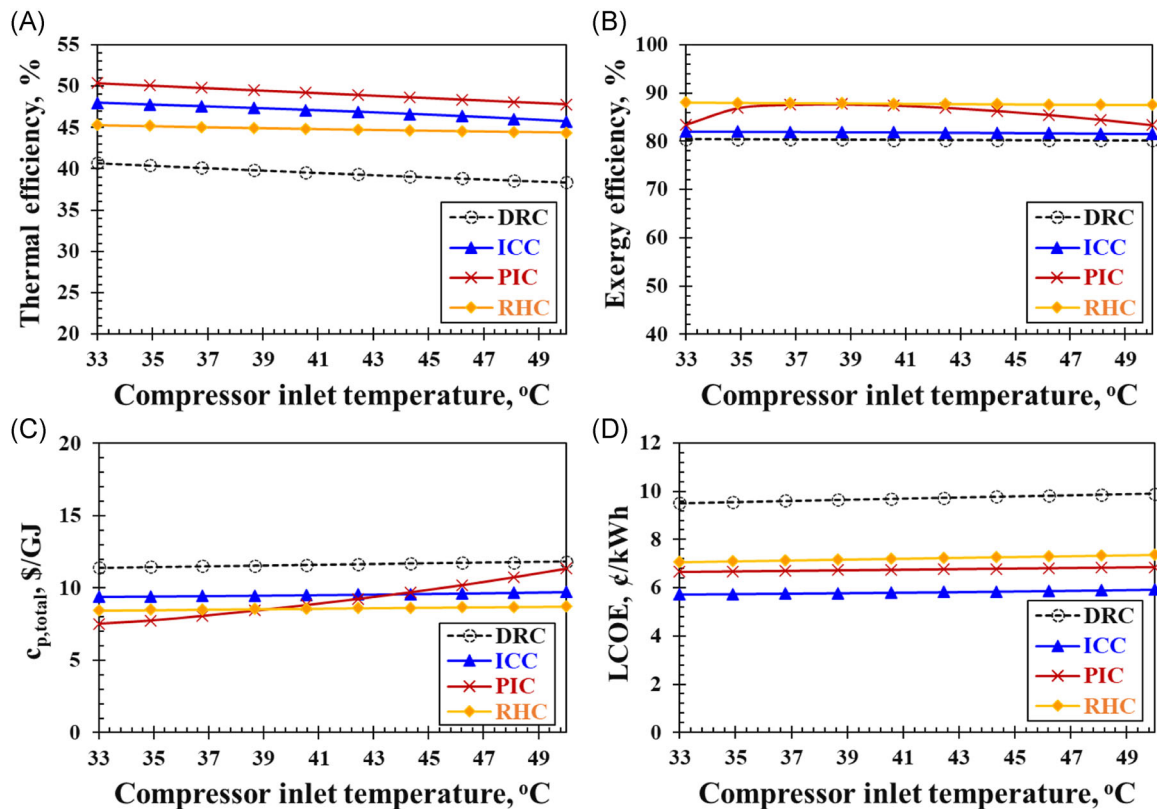 (A)
Thermal efficiency, %
55
50
45
40
35
30
25
20
DRC
ICC
PIC
RHC
33 35 37 39 41 43 45 47 49
Compressor inlet temperature, °C
(B)
Exergy efficiency, %
100
90
80
70
60
50
40
DRC
ICC
PIC
RHC
33 35 37 39 41 43 45 47 49
Compressor inlet temperature, °C
(C)
cp,total, $/GJ
20
15
10
5
0
DRC
ICC
PIC
RHC
33 35 37 39 41 43 45 47 49
Compressor inlet temperature, °C
(D)
LCOE, ¢/kWh
12
10
8
6
4
2
0
DRC
ICC
PIC
RHC
33 35 37 39 41 43 45 47 49
Compressor inlet temperature, °C